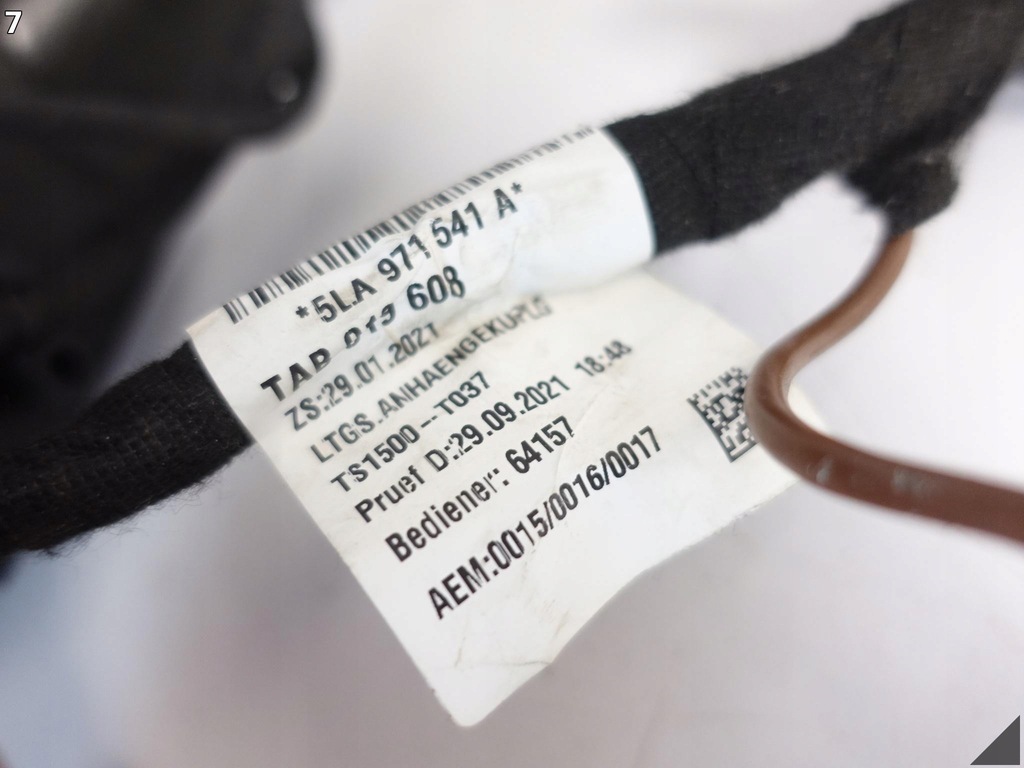 7
*5LA 971 541 A*
TAB 019 608
ZS.:29.01.2021
LTGS.ANHAENGEKUPLG
TS1500--T037
Pruef D.:29.09.2021 18:48
Bediener: 64157
AEM:0015/0016/0017